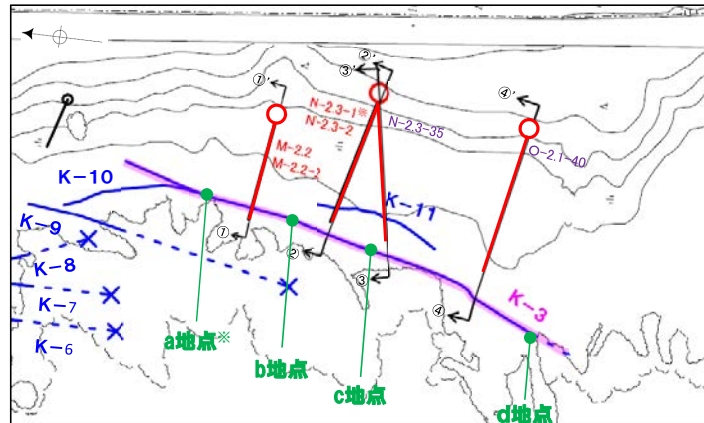 ②’
③’
①’
④’
N-2.3-1※
N-2.3-2
N-2.3-35
M-2.2
M-2.2-
O-2.1-40
K-10
K-11
K-9
K-8
K-7
K-6
①
②
③
④
K-3
a地点※
b地点
c地点
d地点